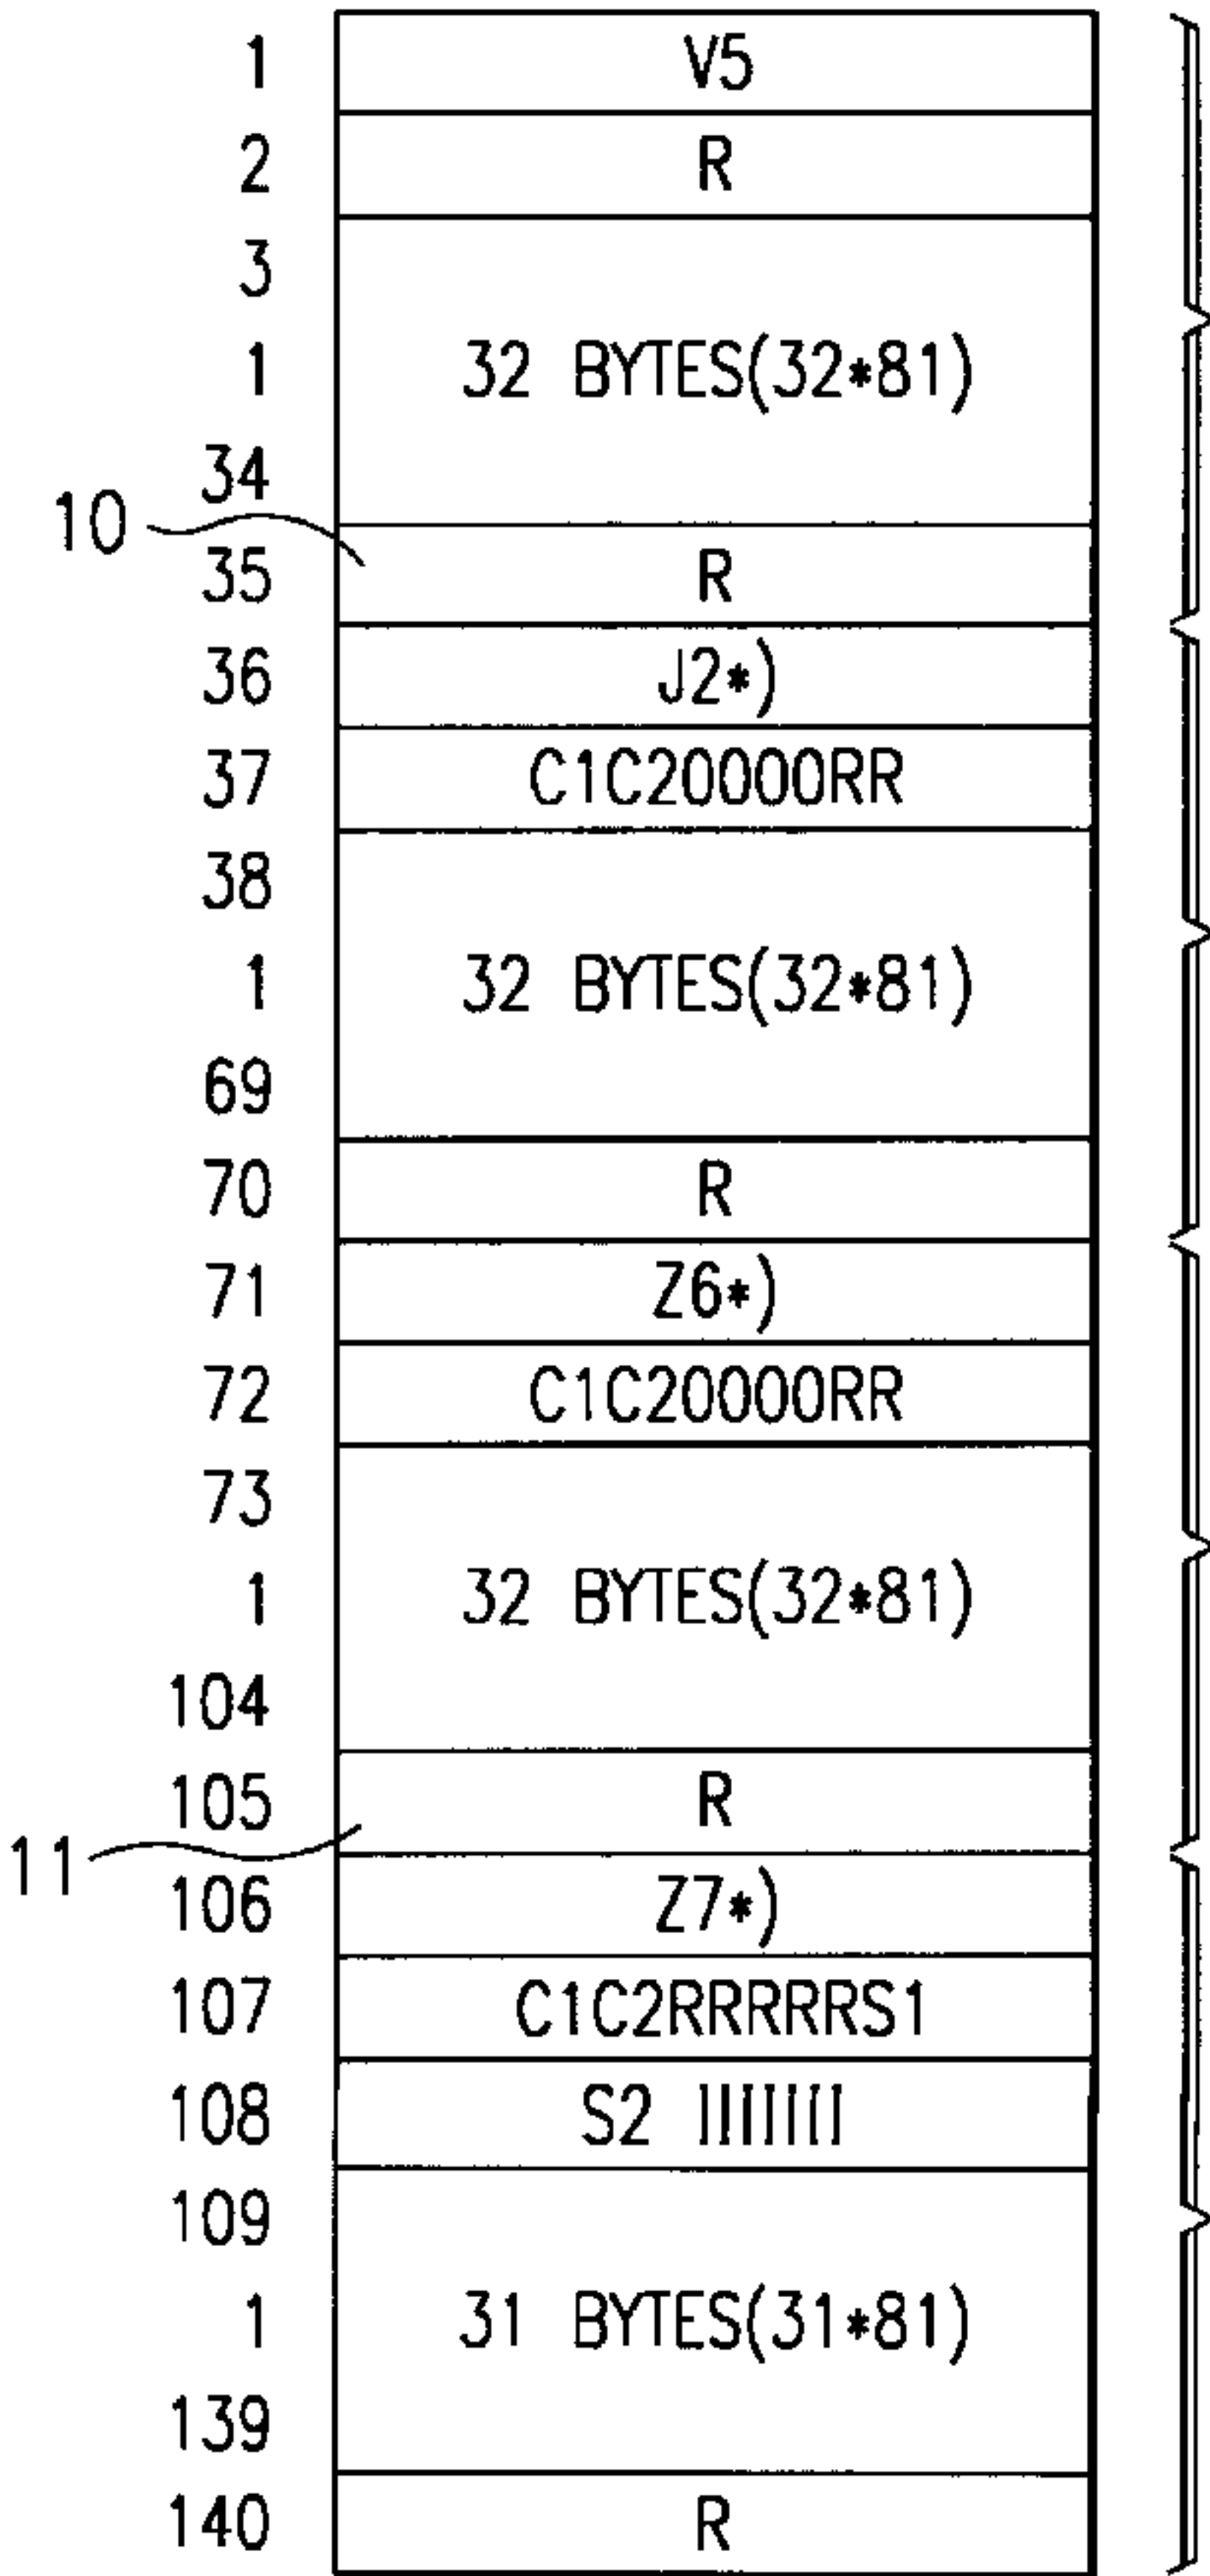 1 V5
2 R
3
1 32 BYTES(32*81)
34
10
35 R
36 J2*)
37 C1C20000RR
38
1 32 BYTES(32*81)
69
70 R
71 Z6*)
72 C1C20000RR
73
1 32 BYTES(32*81)
104
105 R
11
106 Z7*)
107 C1C2RRRRRS1
108 S2 IIIIIII
109
1 31 BYTES(31*81)
139
140 R